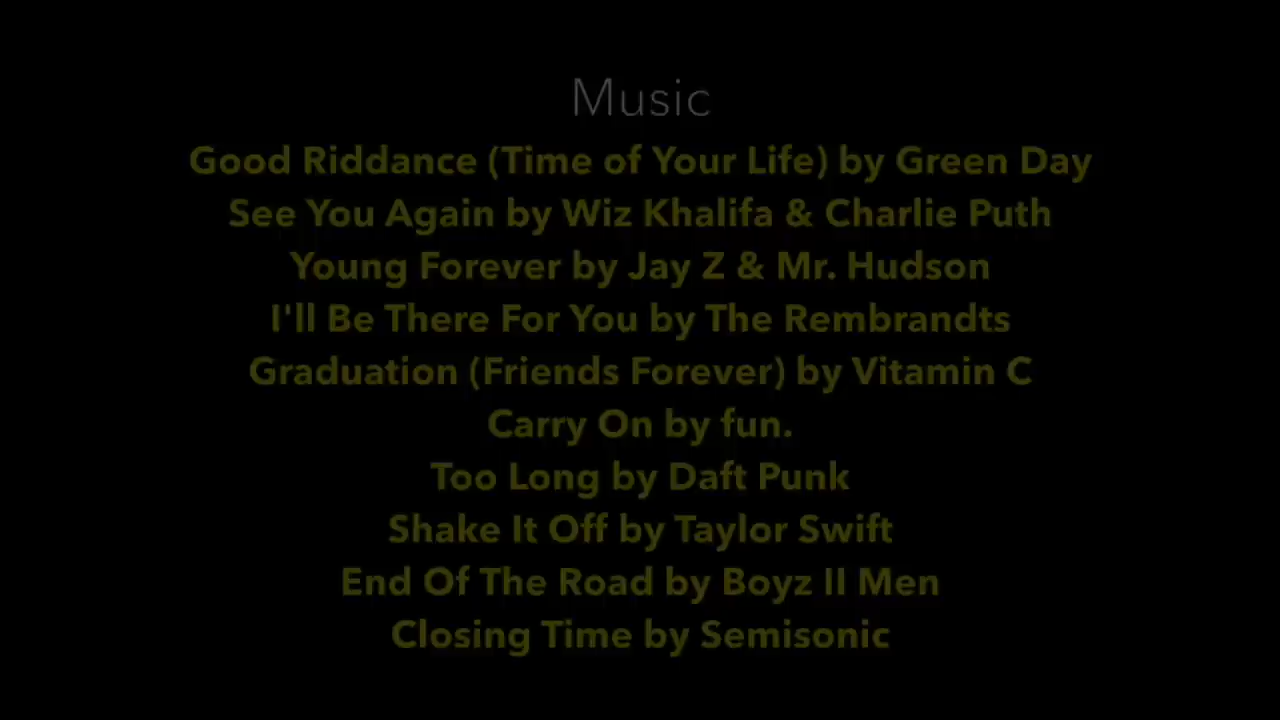 Music
Good Riddance (Time of Your Life) by Green Day
See You Again by Wiz Khalifa & Charlie Puth
Young Forever by Jay Z & Mr. Hudson
I'll Be There For You by The Rembrandts
Graduation (Friends Forever) by Vitamin C
Carry On by fun.
Too Long by Daft Punk
Shake It Off by Taylor Swift
End Of The Road by Boyz II Men
Closing Time by Semisonic